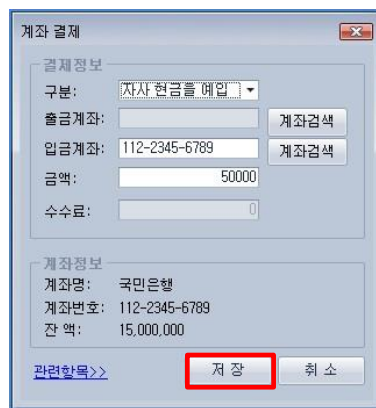 계좌 결제
결제정보
구분: 자사 현금을 예입
출금계좌: 계좌검색
입금계좌: 112-2345-6789 계좌검색
금액: 50000
수수료: 0
계좌정보
계좌명: 국민은행
계좌번호: 112-2345-6789
잔 액: 15,000,000
관련항목>> 저 장 취 소